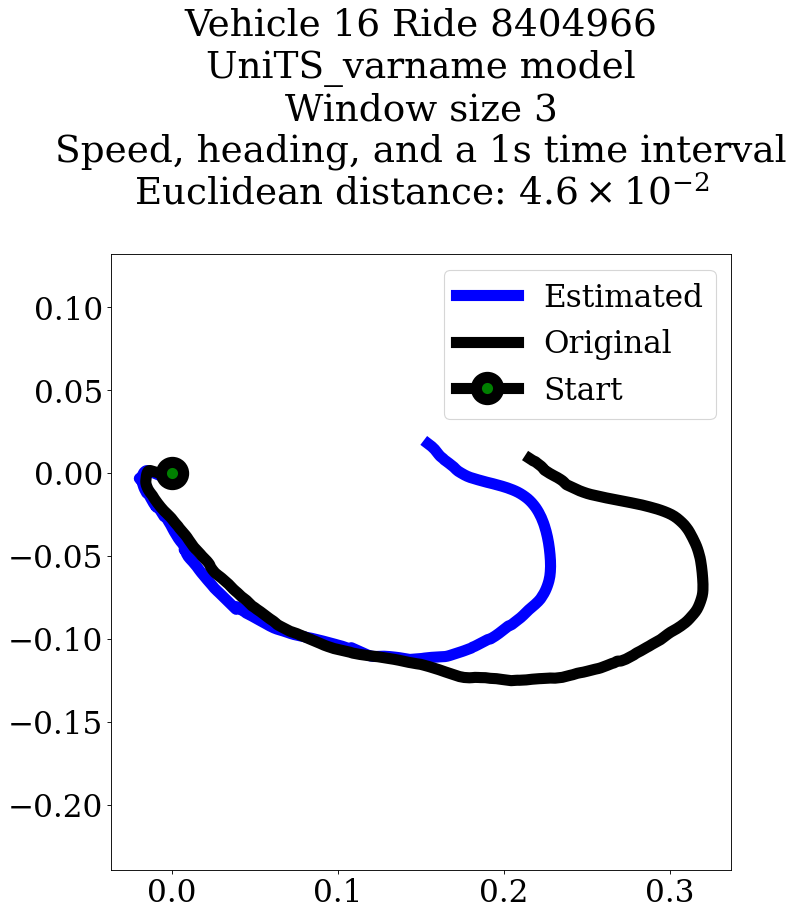 Vehicle 16 Ride 8404966
UniTS_varname model
Window size 3
Speed, heading, and a 1s time interval
Euclidean distance: 4.6 × 10⁻²
Estimated
Original
Start
0.10
0.05
0.00
−0.05
−0.10
−0.15
−0.20
0.0 0.1 0.2 0.3